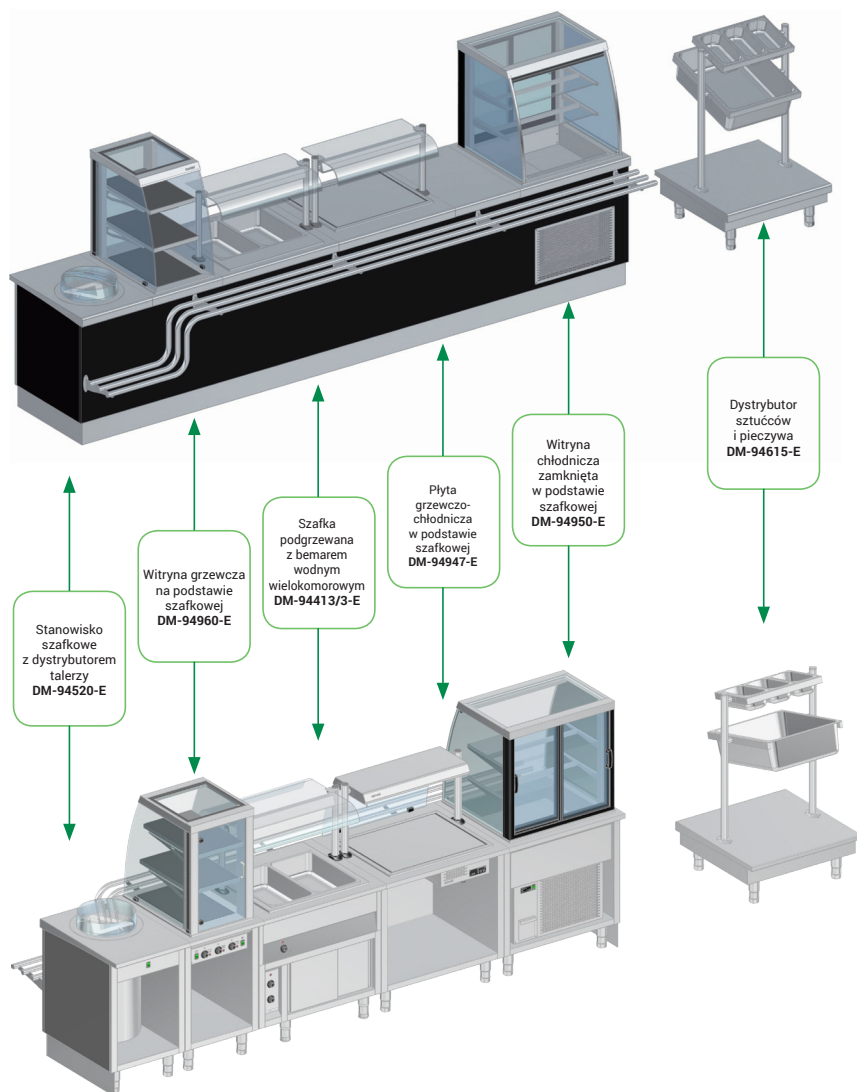 Dystrybutor
sztućców
i pieczywa
DM-94615-E
Witryna
chłodnicza
zamknięta
w podstawie
szafkowej
DM-94950-E
Płyta
grzewczo-
chłodnicza
w podstawie
szafkowej
DM-94947-E
Szafka
podgrzewana
z bemarem
wodnym
wielokomorowym
DM-94413/3-E
Witryna grzewcza
na podstawie
szafkowej
DM-94960-E
Stanowisko
szafkowe
z dystrybutorem
talerzy
DM-94520-E